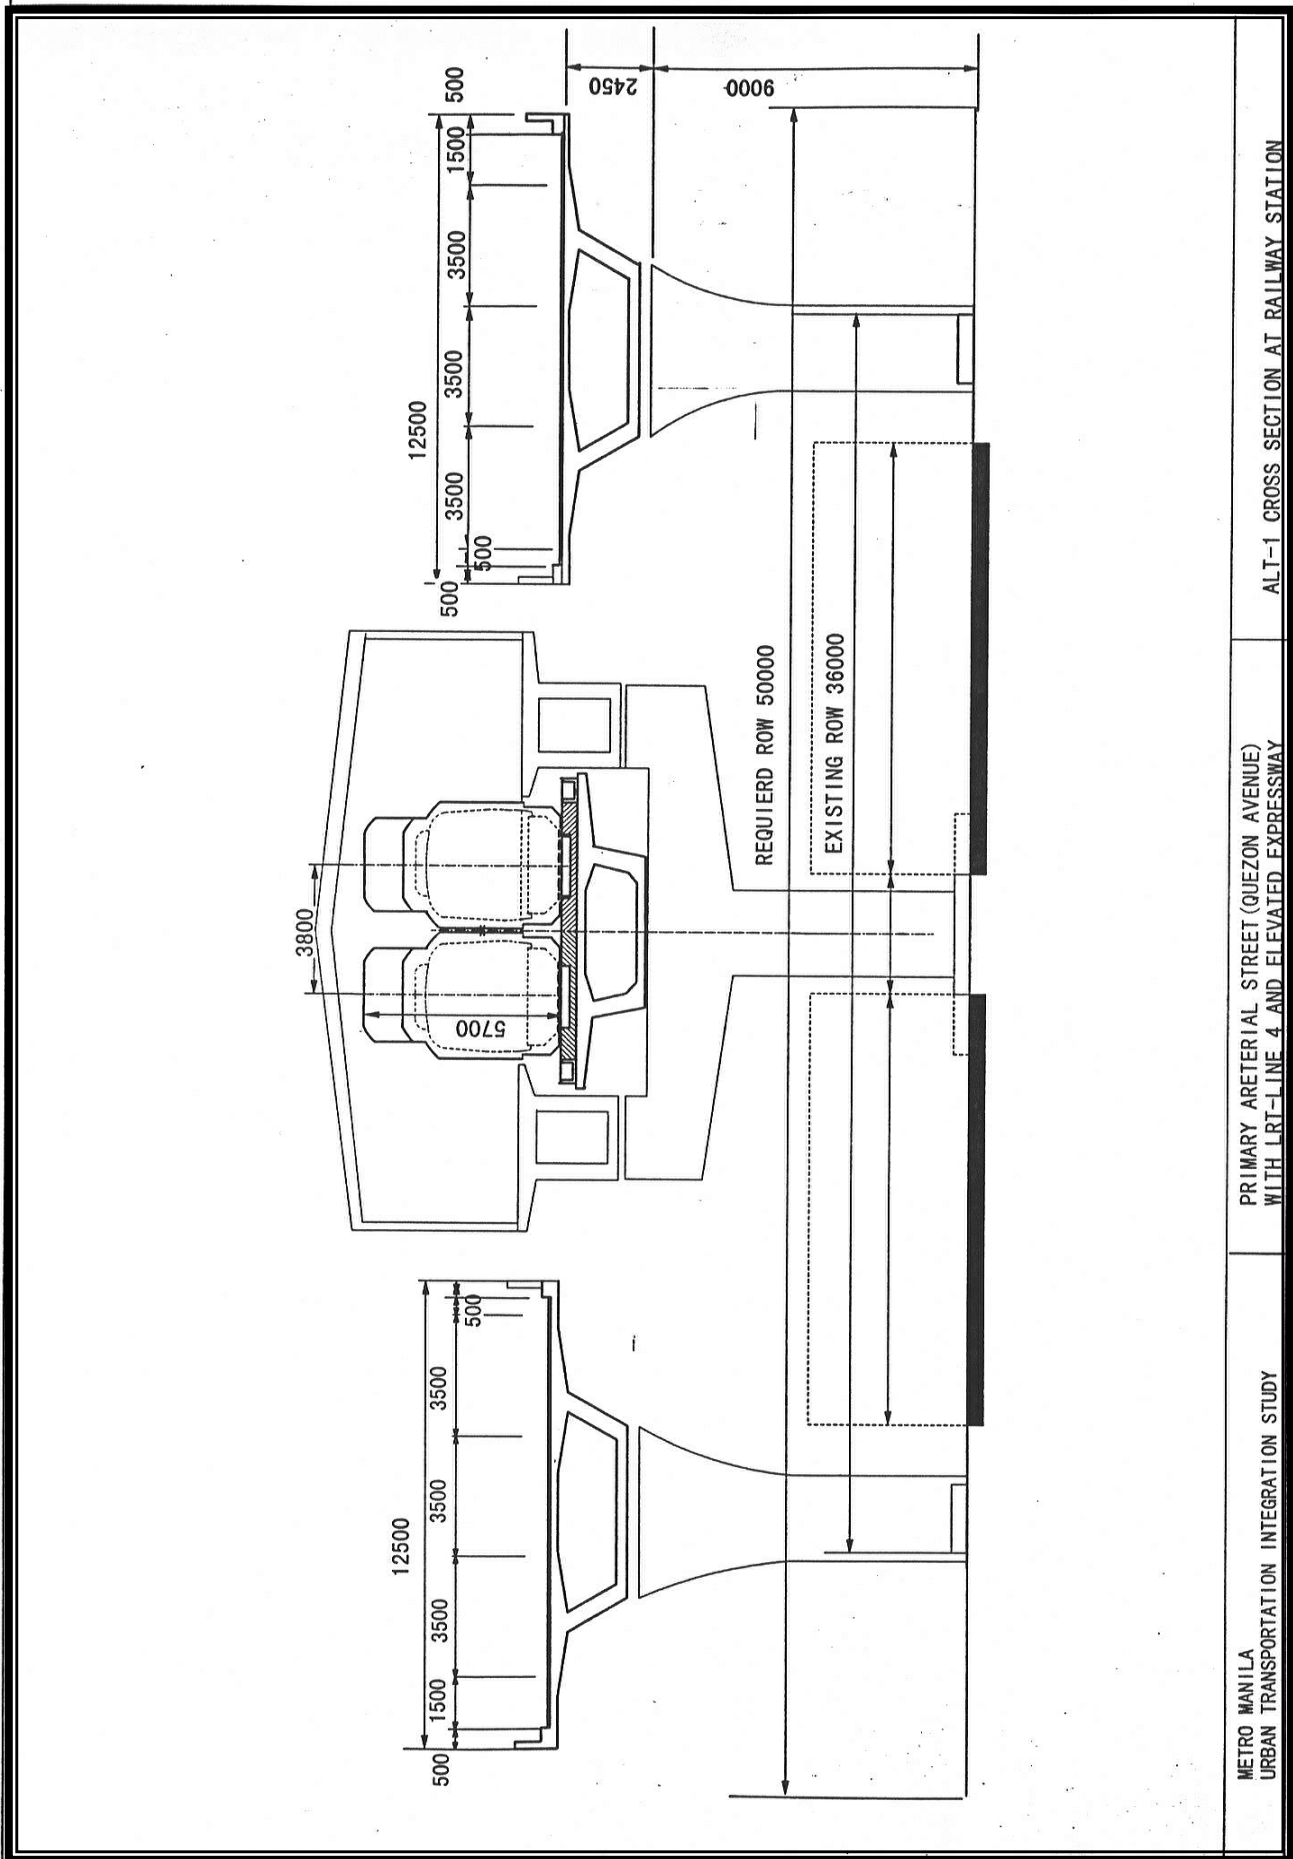 12500
500
1500
3500
3500
3500
500
3800
5700
12500
3500
3500
3500
1500
500
500
500
2450
9000
REQUIERD ROW 50000
EXISTING ROW 36000
METRO MANILA
URBAN TRANSPORTATION INTEGRATION STUDY
PRIMARY ARETERIAL STREET(QUEZON AVENUE)
WITH LRT-LINE 4 AND ELEVATED EXPRESSWAY
ALT-1 CROSS SECTION AT RAILWAY STATION